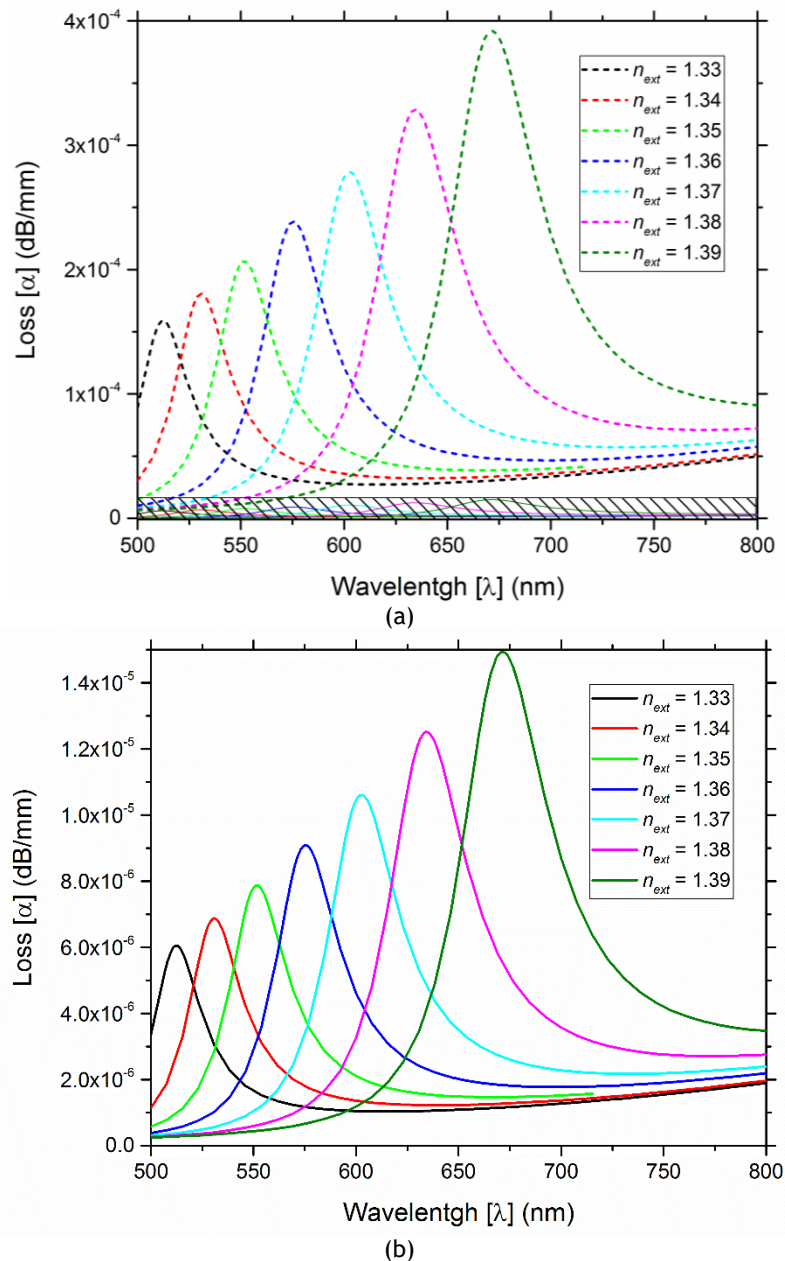 4x10⁻⁴
3x10⁻⁴
2x10⁻⁴
1x10⁻⁴
0
Loss [α] (dB/mm)
n_ext = 1.33
n_ext = 1.34
n_ext = 1.35
n_ext = 1.36
n_ext = 1.37
n_ext = 1.38
n_ext = 1.39
500 550 600 650 700 750 800
Wavelentgh [λ] (nm)
(a)
1.4x10⁻⁵
1.2x10⁻⁵
1.0x10⁻⁵
8.0x10⁻⁶
6.0x10⁻⁶
4.0x10⁻⁶
2.0x10⁻⁶
0.0
Loss [α] (dB/mm)
n_ext = 1.33
n_ext = 1.34
n_ext = 1.35
n_ext = 1.36
n_ext = 1.37
n_ext = 1.38
n_ext = 1.39
500 550 600 650 700 750 800
Wavelentgh [λ] (nm)
(b)